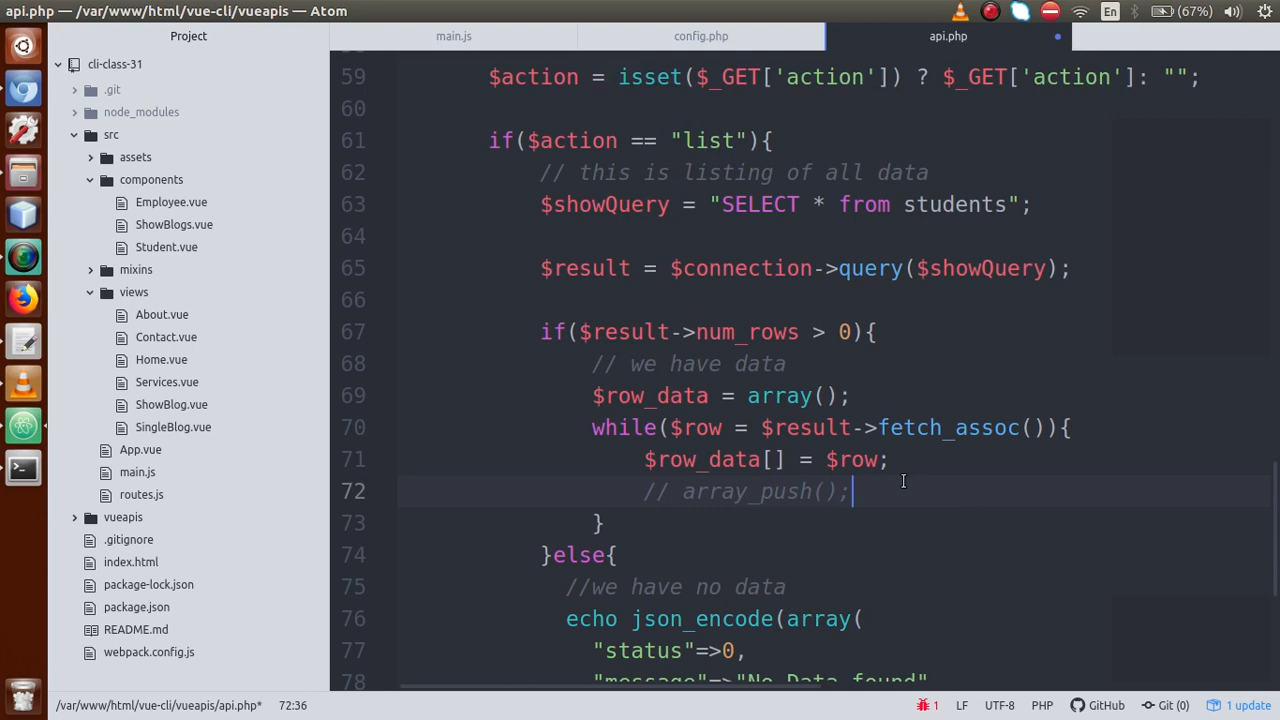 api.php — /var/www/html/vue-cli/vueapis — Atom
En
(67%)
Project
main.js
config.php
api.php
cli-class-31
.git
node_modules
src
assets
components
Employee.vue
ShowBlogs.vue
Student.vue
mixins
views
About.vue
Contact.vue
Home.vue
Services.vue
ShowBlog.vue
SingleBlog.vue
App.vue
main.js
routes.js
vueapis
.gitignore
index.html
package-lock.json
package.json
README.md
webpack.config.js
59 $action = isset($_GET['action']) ? $_GET['action']: "";
60
61 if($action == "list"){
62 // this is listing of all data
63 $showQuery = "SELECT * from students";
64
65 $result = $connection->query($showQuery);
66
67 if($result->num_rows > 0){
68 // we have data
69 $row_data = array();
70 while($row = $result->fetch_assoc()){
71 $row_data[] = $row;
72 // array_push();
73 }
74 }else{
75 //we have no data
76 echo json_encode(array(
77 "status"=>0,
78 "message"=>"No Data found"
/var/www/html/vue-cli/vueapis/api.php* 72:36
1 LF UTF-8 PHP GitHub Git (0) 1 update